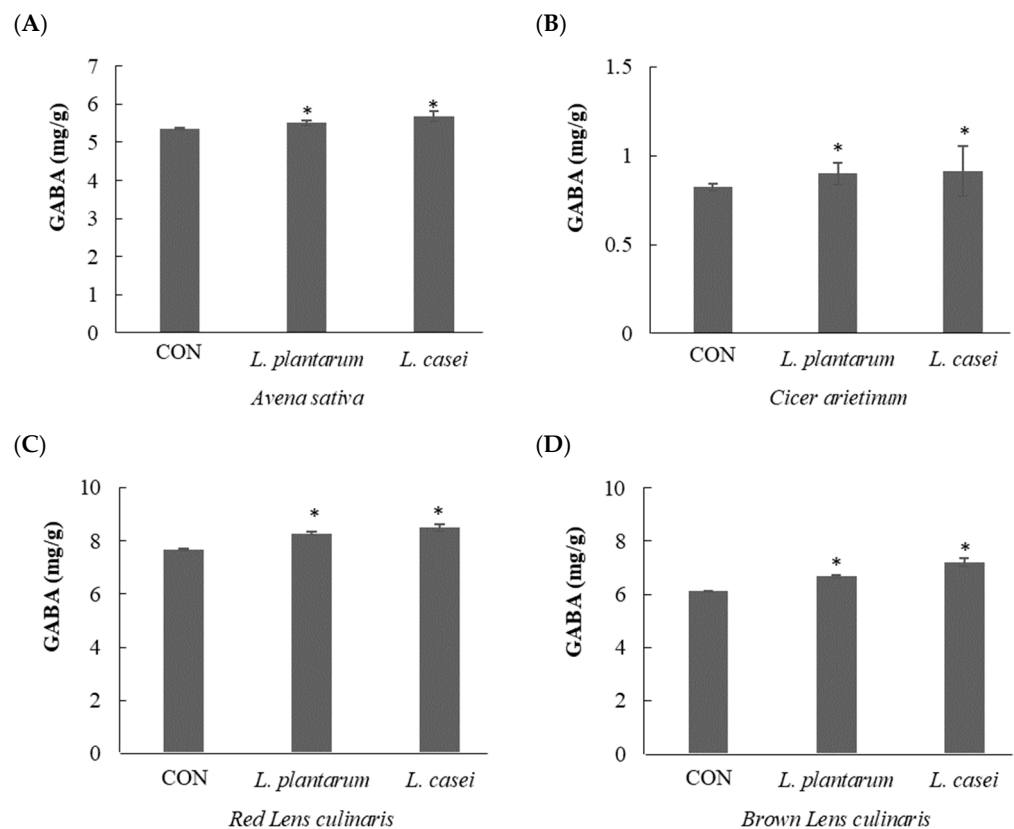 (A)
GABA (mg/g)
7
6
5
4
3
2
1
0
* *
CON L. plantarum L. casei
Avena sativa
(B)
GABA (mg/g)
1.5
1
0.5
0
* *
CON L. plantarum L. casei
Cicer arietinum
(C)
GABA (mg/g)
10
8
6
4
2
0
* *
CON L. plantarum L. casei
Red Lens culinaris
(D)
GABA (mg/g)
10
8
6
4
2
0
* *
CON L. plantarum L. casei
Brown Lens culinaris